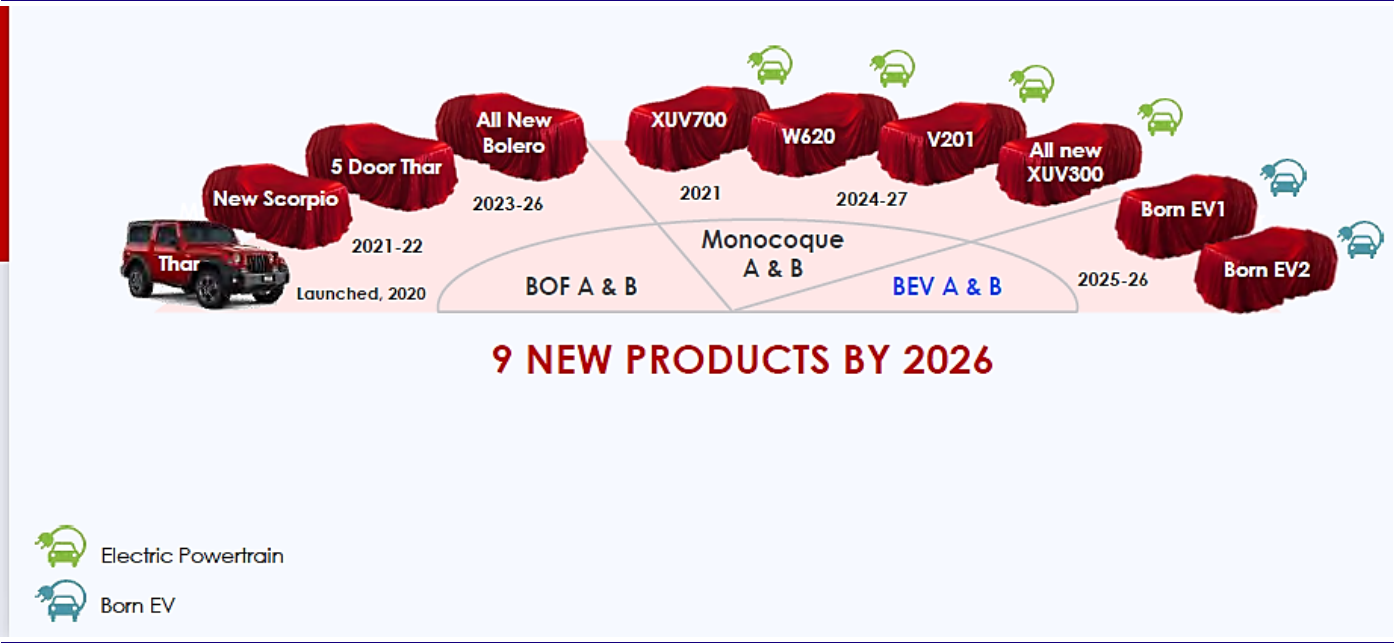 All New
Bolero
XUV700
W620
V201
All new
XUV300
5 Door Thar
New Scorpio
Born EV1
Born EV2
Thar
2023-26
2021
2024-27
2021-22
2025-26
Launched, 2020
Monocoque
A & B
BOF A & B
BEV A & B
9 NEW PRODUCTS BY 2026
Electric Powertrain
Born EV